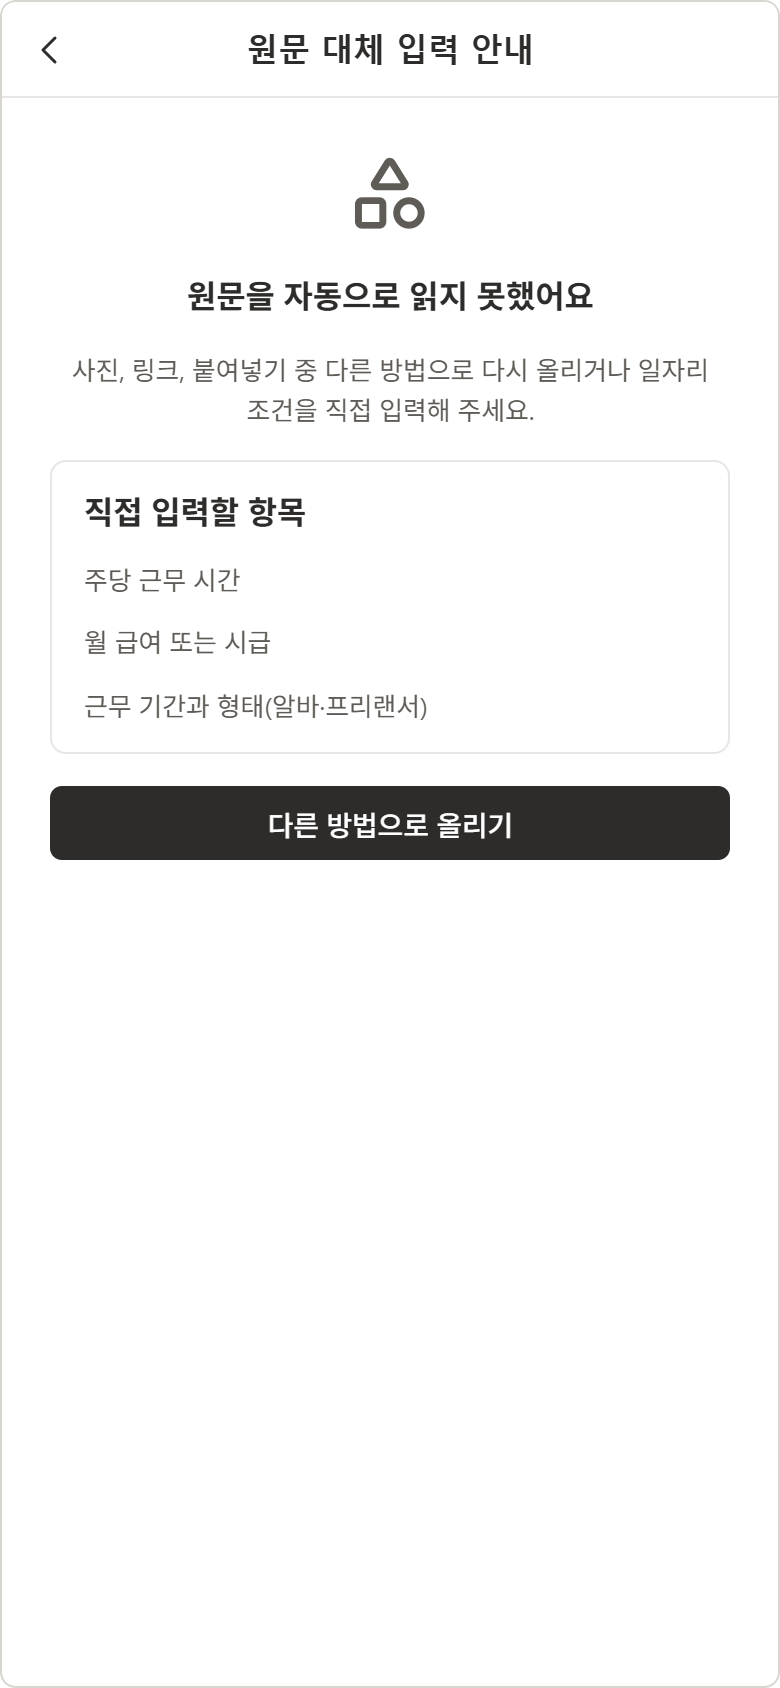 원문 대체 입력 안내
원문을 자동으로 읽지 못했어요
사진, 링크, 붙여넣기 중 다른 방법으로 다시 올리거나 일자리
조건을 직접 입력해 주세요.
직접 입력할 항목
주당 근무 시간
월 급여 또는 시급
근무 기간과 형태(알바·프리랜서)
다른 방법으로 올리기